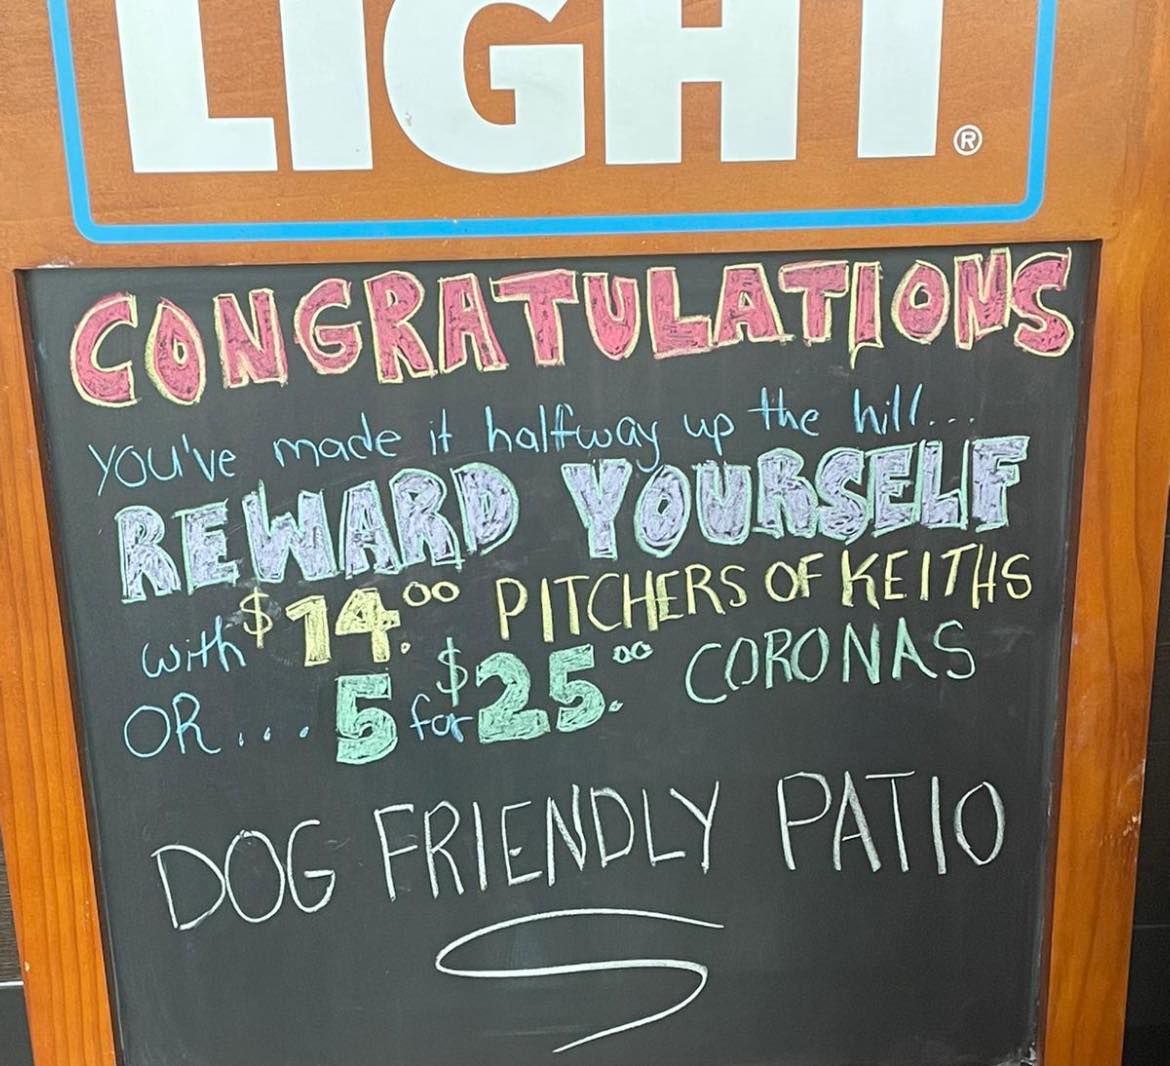 LIGHT®
CONGRATULATIONS
YOU'VE made it halfway up the hill...
REWARD YOURSELF
with $14.00 PITCHERS OF KEITHS
OR.... 5 for $25.00 CORONAS
DOG FRIENDLY PATIO